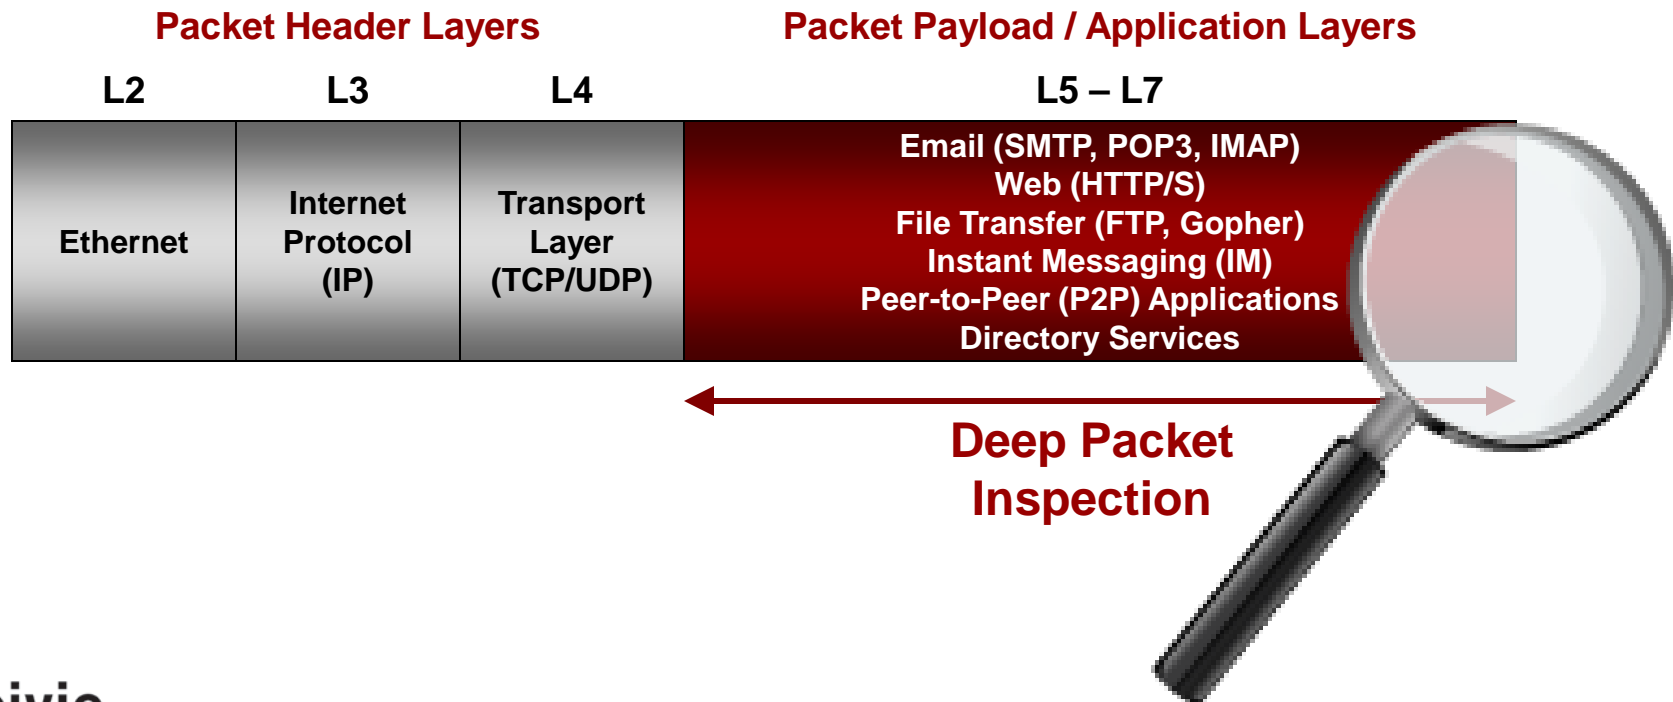 Packet Header Layers
Packet Payload / Application Layers
L2
L3
L4
L5 – L7
Ethernet
Internet
Protocol
(IP)
Transport
Layer
(TCP/UDP)
Email (SMTP, POP3, IMAP)
Web (HTTP/S)
File Transfer (FTP, Gopher)
Instant Messaging (IM)
Peer-to-Peer (P2P) Applications
Directory Services
Deep Packet
Inspection